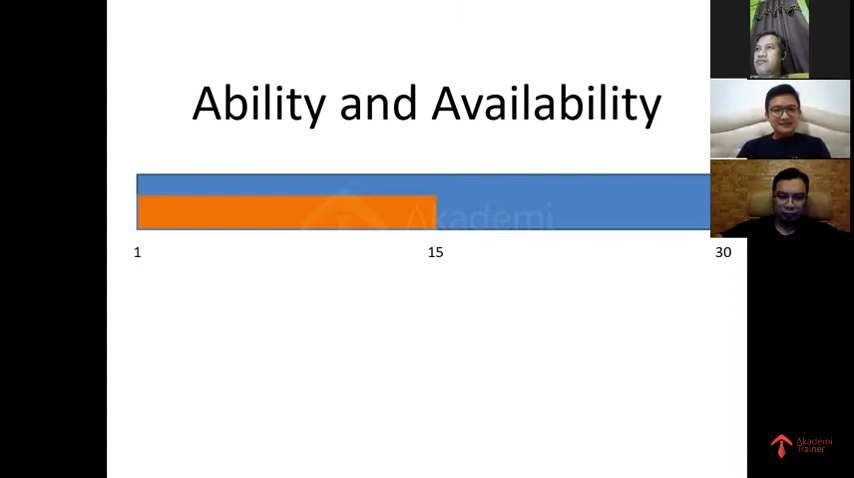 Ability and Availability
Akademi
1 15 30
Akademi
Trainer